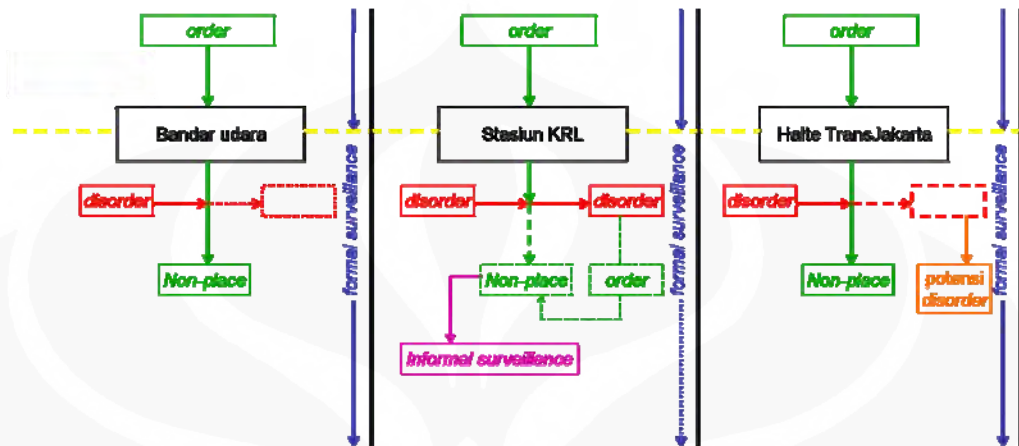 order
Bandar udara
disorder
Non-place
formal surveillance
order
Stasiun KRL
disorder
disorder
Non-place
order
Informal surveillance
formal surveillance
order
Halte TransJakarta
disorder
Non-place
potensi
disorder
formal surveillance